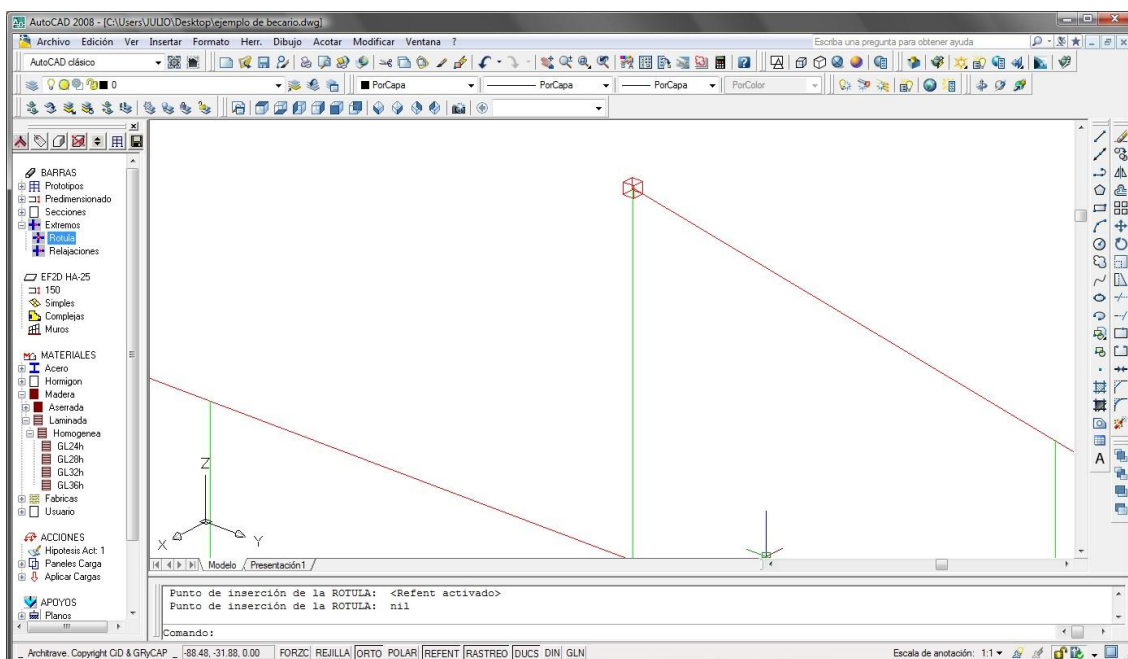 AutoCAD 2008 - [C:\Users\JULIO\Desktop\ejemplo de becario.dwg]
Archivo Edición Ver Insertar Formato Herr. Dibujo Acotar Modificar Ventana ? Escriba una pregunta para obtener ayuda
AutoCAD clásico
0 PorCapa PorCapa PorCapa PorColor
BARRAS
Prototipos
Predimensionado
Secciones
Extremos
Rotula
Relajaciones
EF2D HA-25
150
Simples
Complejas
Muros
MATERIALES
Acero
Hormigon
Madera
Aserrada
Laminada
Homogenea
GL24h
GL28h
GL32h
GL36h
Fabricas
Usuario
ACCIONES
Hipotesis Act: 1
Paneles Carga
Aplicar Cargas
APOYOS
Planos
Z
X
Y
Modelo Presentación1
Punto de inserción de la ROTULA: <Refent activado>
Punto de inserción de la ROTULA: nil
Comando:
_ Architrave. Copyright CiD & GRyCAP _ -88.48, -31.88, 0.00 FORZC REJILLA ORTO POLAR REFENT RASTREO DUCS DIN GLN Escala de anotación: 1:1